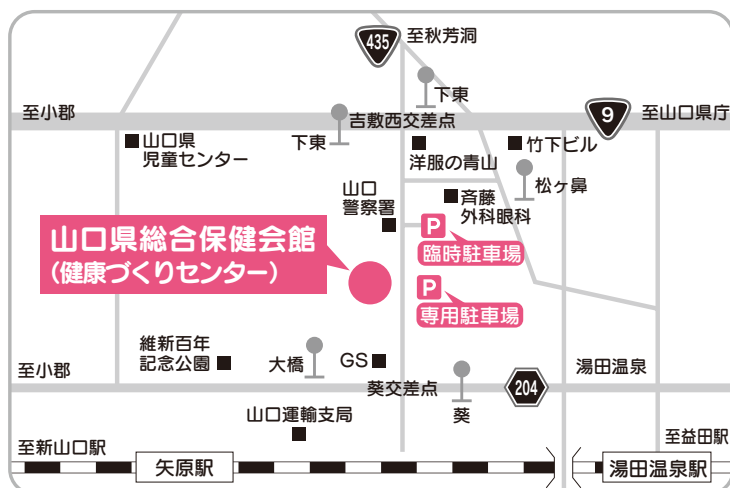 435
至秋芳洞
下東
至小郡
9
至山口県庁
吉敷西交差点
下東
山口県
児童センター
洋服の青山
竹下ビル
松ヶ鼻
山口
警察署
斉藤
外科眼科
P
臨時駐車場
山口県総合保健会館
(健康づくりセンター)
P
専用駐車場
維新百年
記念公園
大橋
GS
湯田温泉
至小郡
葵交差点
204
葵
山口運輸支局
至新山口駅
矢原駅
至益田駅
湯田温泉駅